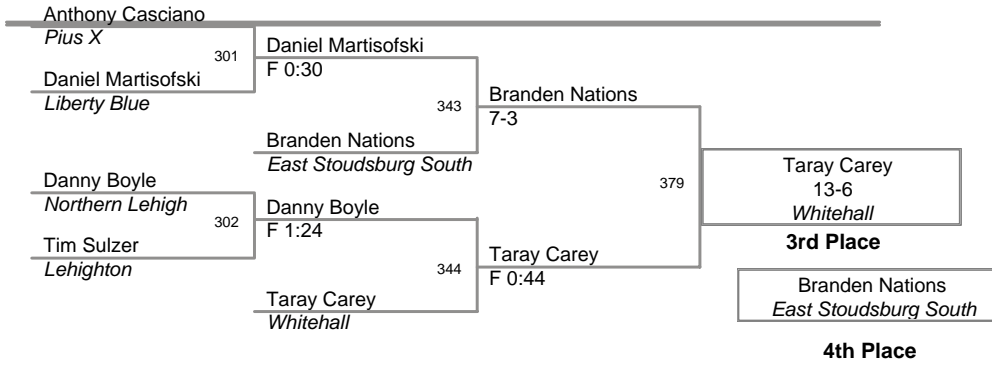 Anthony Casciano
Pius X
301
Daniel Martisofski
F 0:30
Daniel Martisofski
Liberty Blue
343
Branden Nations
7-3
Branden Nations
East Stoudsburg South
379
Taray Carey
13-6
Whitehall
3rd Place
Danny Boyle
Northern Lehigh
302
Danny Boyle
F 1:24
Tim Sulzer
Lehighton
344
Taray Carey
F 0:44
Taray Carey
Whitehall
Branden Nations
East Stoudsburg South
4th Place